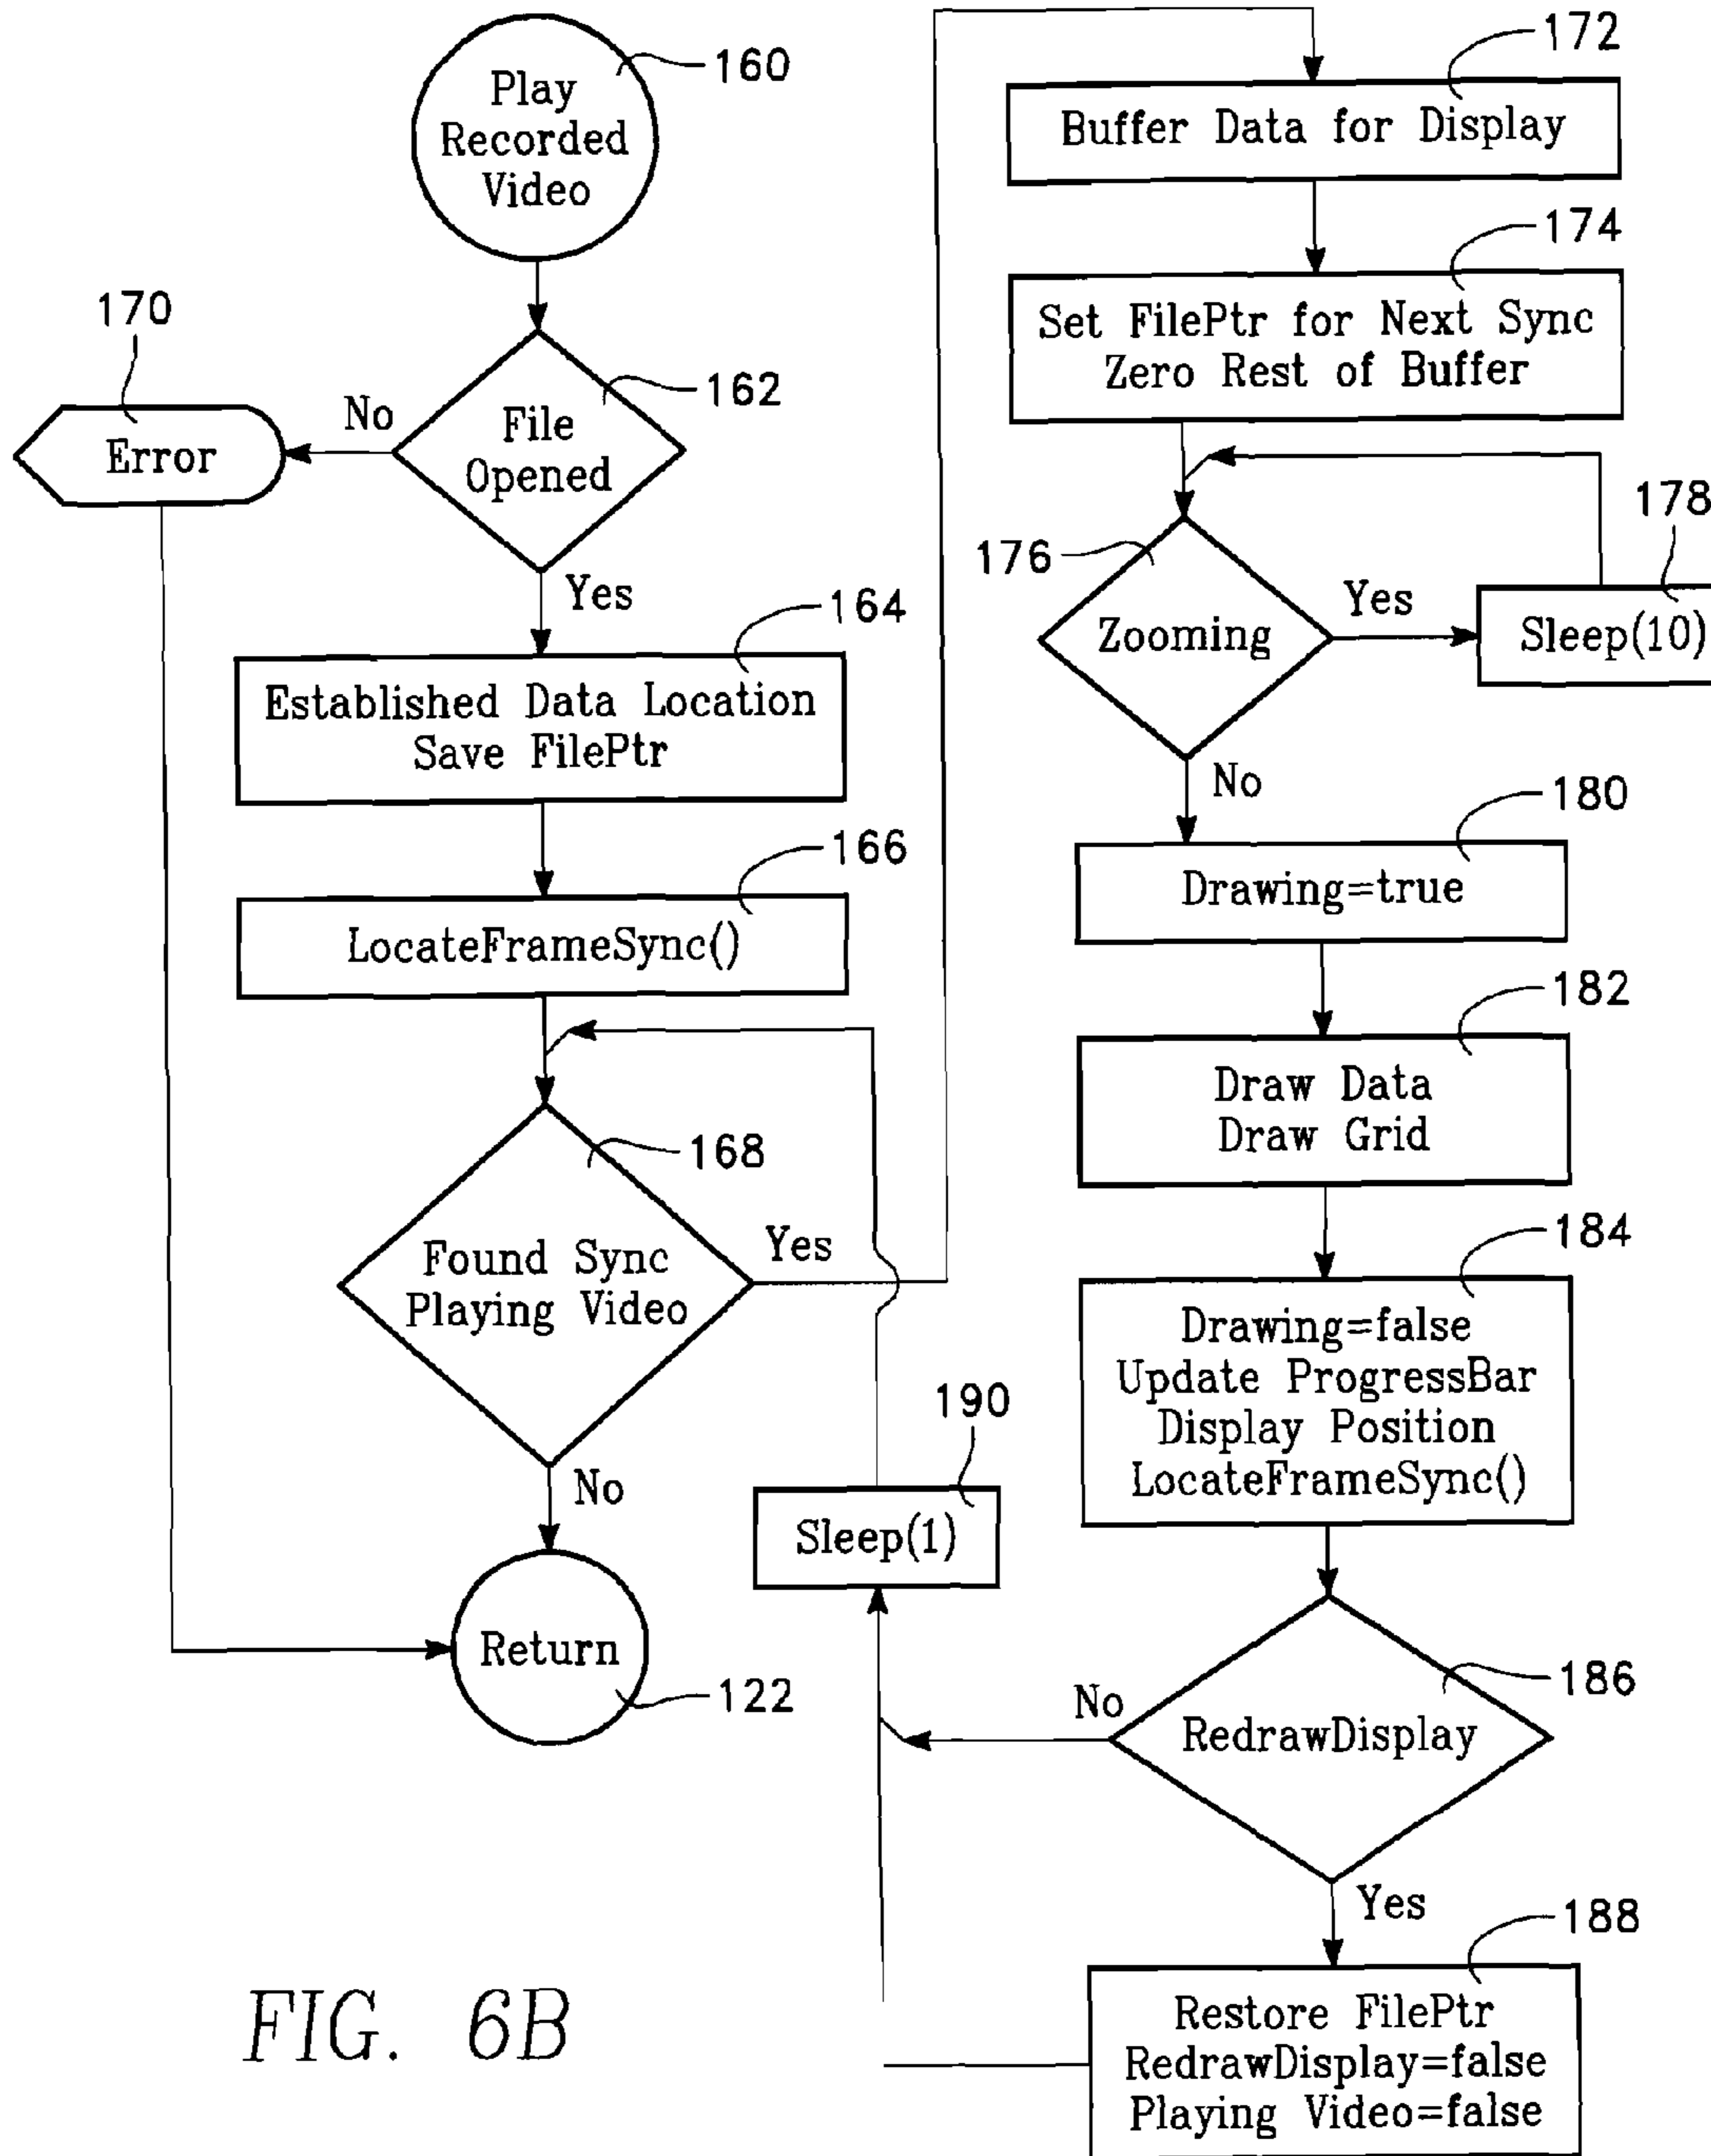 160
Play
Recorded
Video
170
162
No
Error
File
Opened
Yes
164
Established Data Location
Save FilePtr
166
LocateFrameSync()
168
Found Sync
Playing Video
Yes
No
190
Sleep(1)
Return
122
172
Buffer Data for Display
174
Set FilePtr for Next Sync
Zero Rest of Buffer
176
178
Zooming
Yes
Sleep(10)
No
180
Drawing=true
182
Draw Data
Draw Grid
184
Drawing=false
Update ProgressBar
Display Position
LocateFrameSync()
186
No
RedrawDisplay
Yes
188
Restore FilePtr
RedrawDisplay=false
Playing Video=false
FIG. 6B